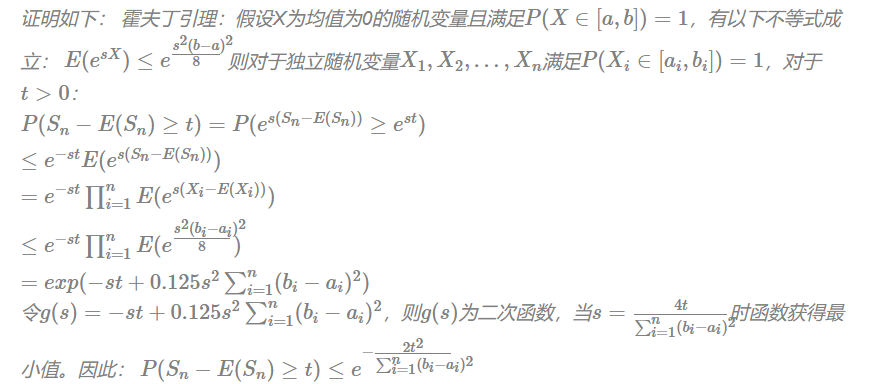 证明如下： 霍夫丁引理：假设X为均值为0的随机变量且满足$P(X \in [a, b]) = 1$，有以下不等式成
立： $E(e^{sX}) \leq e^{\frac{s^2(b-a)^2}{8}}$则对于独立随机变量$X_1, X_2, \ldots, X_n$满足$P(X_i \in [a_i, b_i]) = 1$，对于
$t > 0$：
$P(S_n - E(S_n) \geq t) = P(e^{s(S_n - E(S_n))} \geq e^{st})$
$\leq e^{-st} E(e^{s(S_n - E(S_n))})$
$= e^{-st} \prod_{i=1}^{n} E(e^{s(X_i - E(X_i))})$
$\leq e^{-st} \prod_{i=1}^{n} E(e^{\frac{s^2(b_i - a_i)^2}{8}})$
$= exp(-st + 0.125s^2 \sum_{i=1}^{n} (b_i - a_i)^2)$
令$g(s) = -st + 0.125s^2 \sum_{i=1}^{n} (b_i - a_i)^2$，则$g(s)$为二次函数，当$s = \frac{4t}{\sum_{i=1}^{n} (b_i - a_i)^2}$时函数获得最
小值。因此： $P(S_n - E(S_n) \geq t) \leq e^{-\frac{2t^2}{\sum_{i=1}^{n} (b_i - a_i)^2}}$